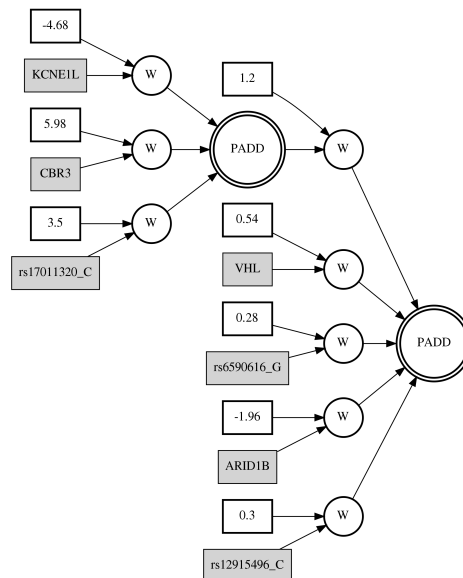 -4.68
KCNE1L
W
5.98
CBR3
W
3.5
rs17011320_C
W
PADD
1.2
W
0.54
VHL
W
0.28
rs6590616_G
W
-1.96
ARID1B
W
0.3
rs12915496_C
W
PADD